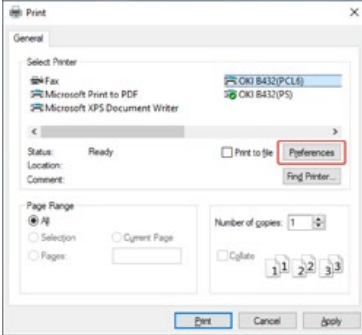 Print
General
Select Printer
Fax
Microsoft Print to PDF
Microsoft XPS Document Writer
OKI B432(PCL6)
OKI B432(PS)
Status: Ready
Print to file
Preferences
Location:
Comment:
Find Printer...
Page Range
All
Selection
Current Page
Pages:
Number of copies: 1
Collate
1 1 2 2 3 3
Print
Cancel
Apply